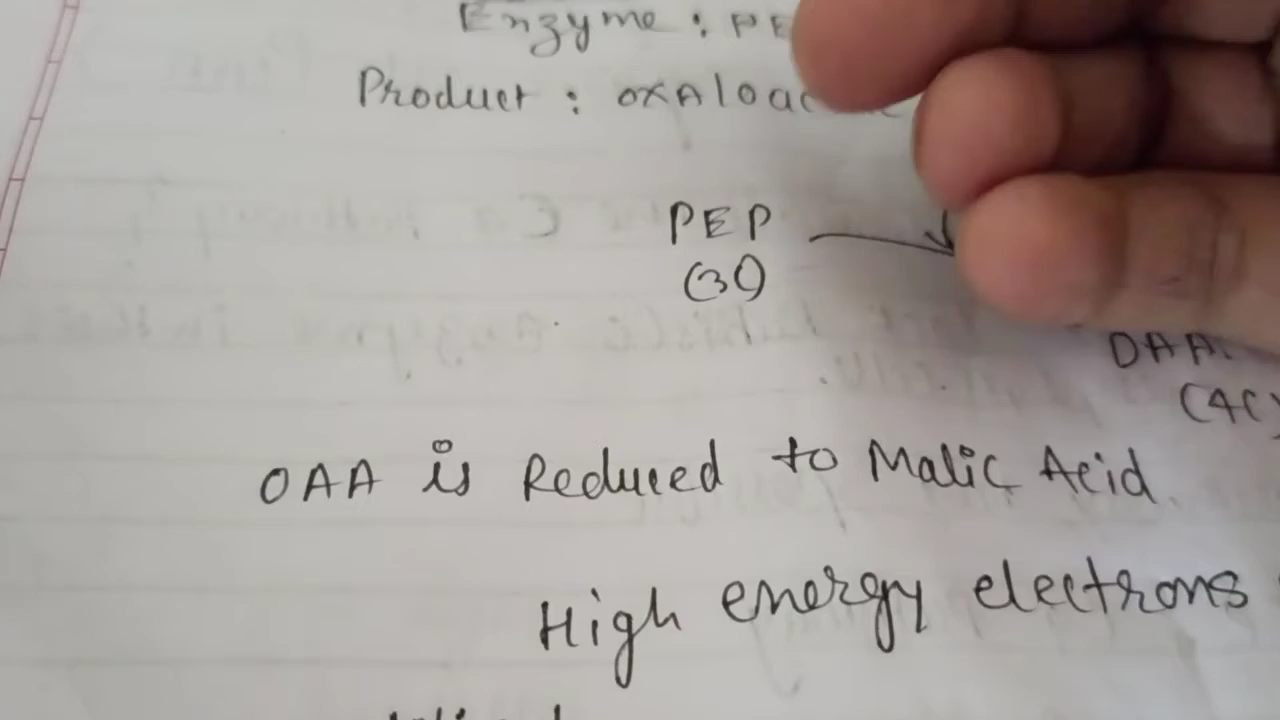 Enzyme : PE
Product : oxaloac
PEP
(3C)
OAA
(4C)
OAA is Reduced to Malic Acid
High energy electrons